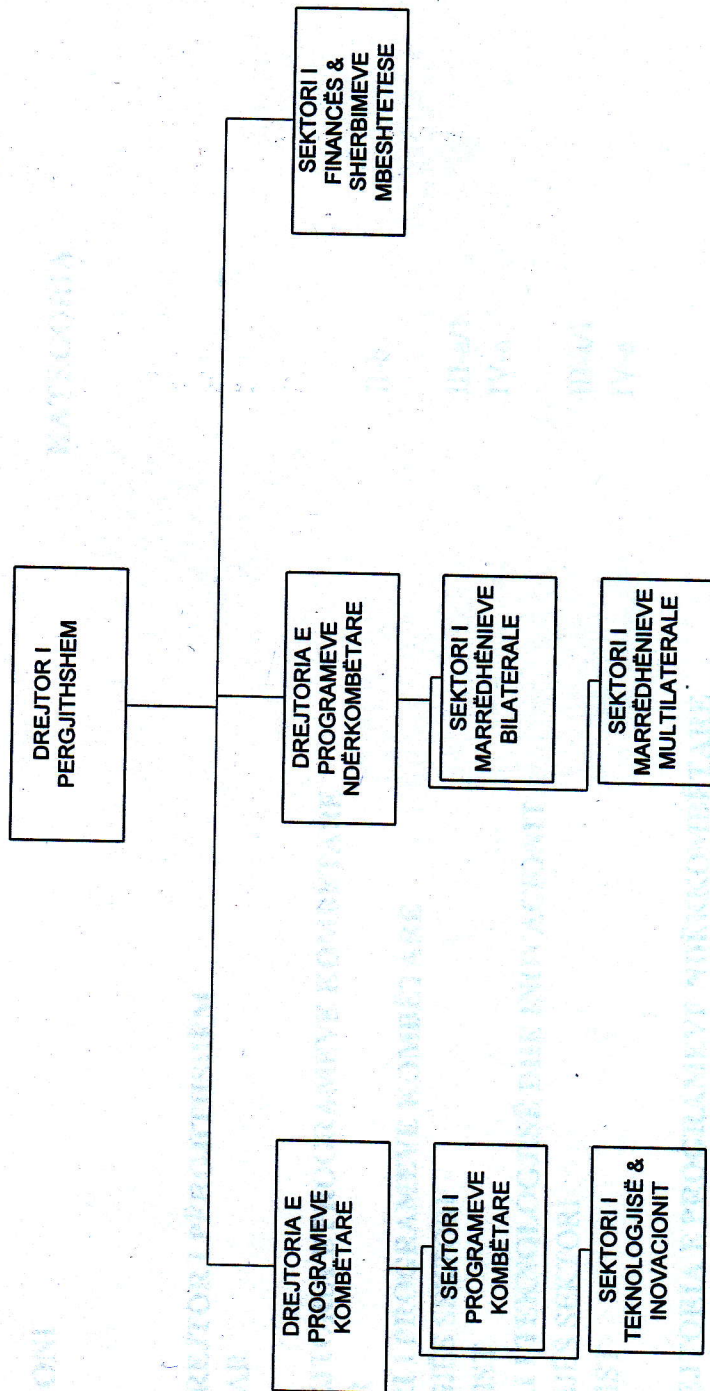 DREJTOR I
PERGJITHSHEM
DREJTORIA E
PROGRAMEVE
KOMBËTARE
DREJTORIA E
PROGRAMEVE
NDËRKOMBËTARE
SEKTORI I
FINANCËS &
SHERBIMEVE
MBESHTETESE
SEKTORI I
PROGRAMEVE
KOMBËTARE
SEKTORI I
MARRËDHËNIEVE
BILATERALE
SEKTORI I
TEKNOLOGJISË &
INOVACIONIT
SEKTORI I
MARRËDHËNIEVE
MULTILATERALE